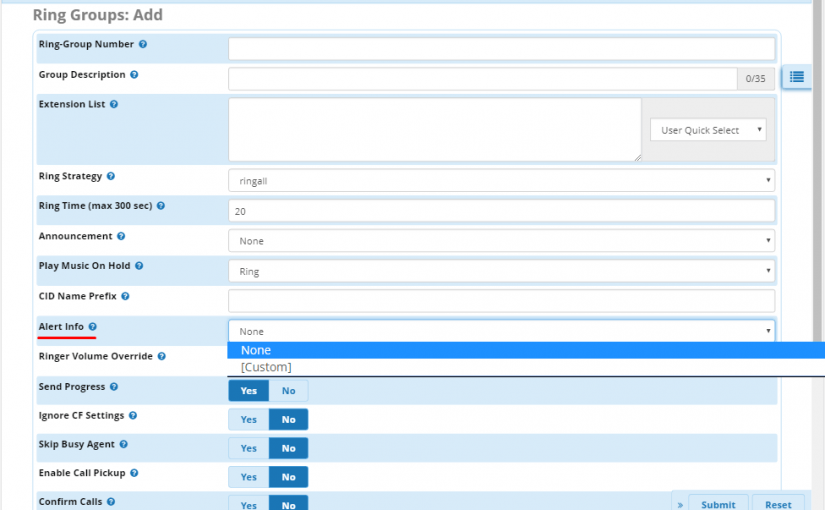 Ring Groups: Add
Ring-Group Number
Group Description 0/35
Extension List
User Quick Select
Ring Strategy ringall
Ring Time (max 300 sec) 20
Announcement None
Play Music On Hold Ring
CID Name Prefix
Alert Info None
None
[Custom]
Ringer Volume Override
Send Progress Yes No
Ignore CF Settings Yes No
Skip Busy Agent Yes No
Enable Call Pickup Yes No
Confirm Calls Yes No
» Submit Reset